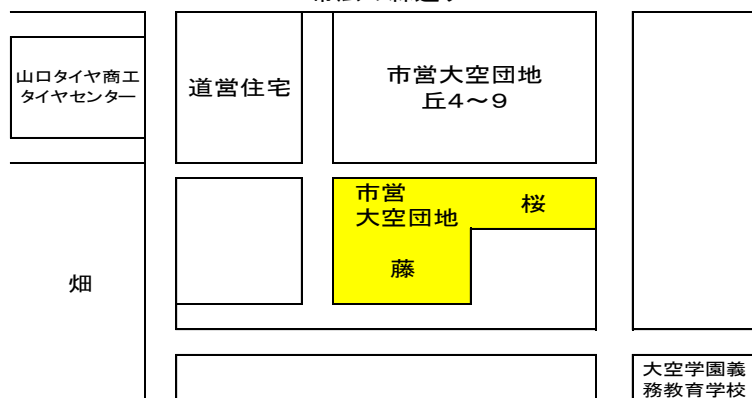 山口タイヤ商工
タイヤセンター
道営住宅
市営大空団地
丘4～9
市営
大空団地
桜
藤
畑
大空学園義
務教育学校